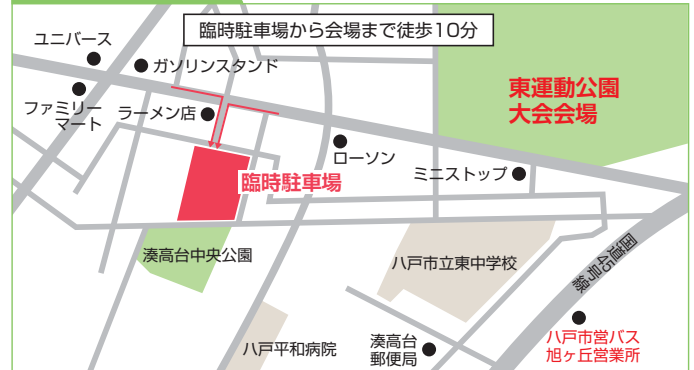 臨時駐車場から会場まで徒歩10分
ユニバース
ガソリンスタンド
ファミリー
マート
ラーメン店
東運動公園
大会会場
ローソン
ミニストップ
臨時駐車場
湊高台中央公園
八戸市立東中学校
国道45号線
八戸平和病院
湊高台
郵便局
八戸市営バス
旭ヶ丘営業所